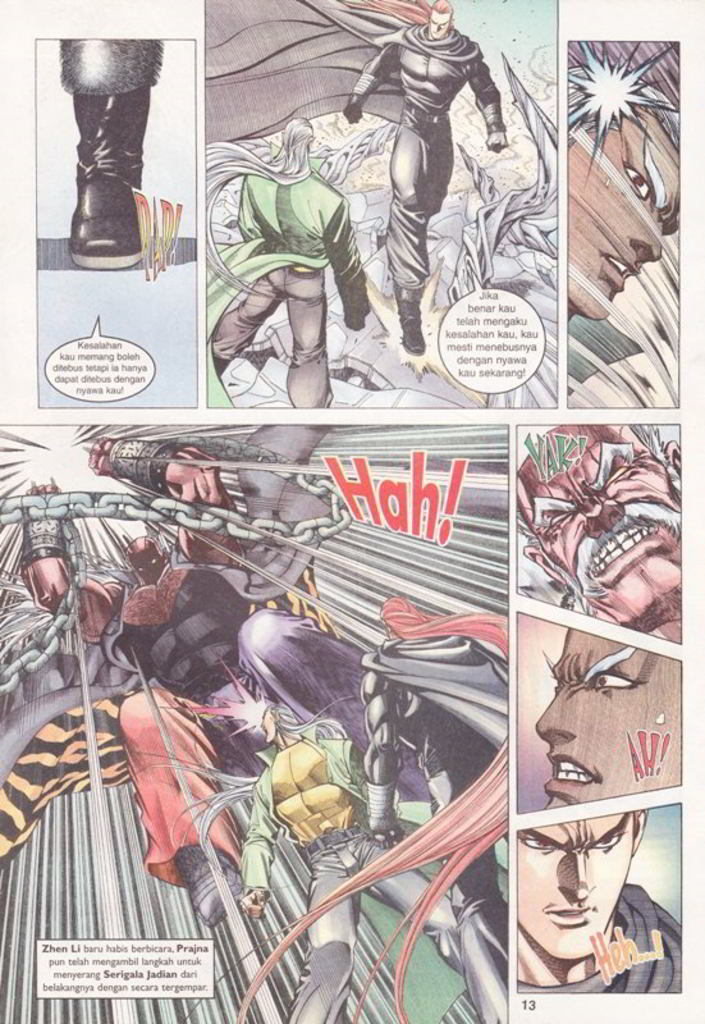 PAP!
Kesalahan
kau memang boleh
ditebus tetapi ia hanya
dapat ditebus dengan
nyawa kau!
Jika
benar kau
telah mengaku
kesalahan kau, kau
mesti menebusnya
dengan nyawa
kau sekarang!
Hah!
YAK!
AH!
Heh....!
Zhen Li baru habis berbicara, Prajna
pun telah mengambil langkah untuk
menyerang Serigala Jadian dari
belakangnya dengan secara tergempar.
13